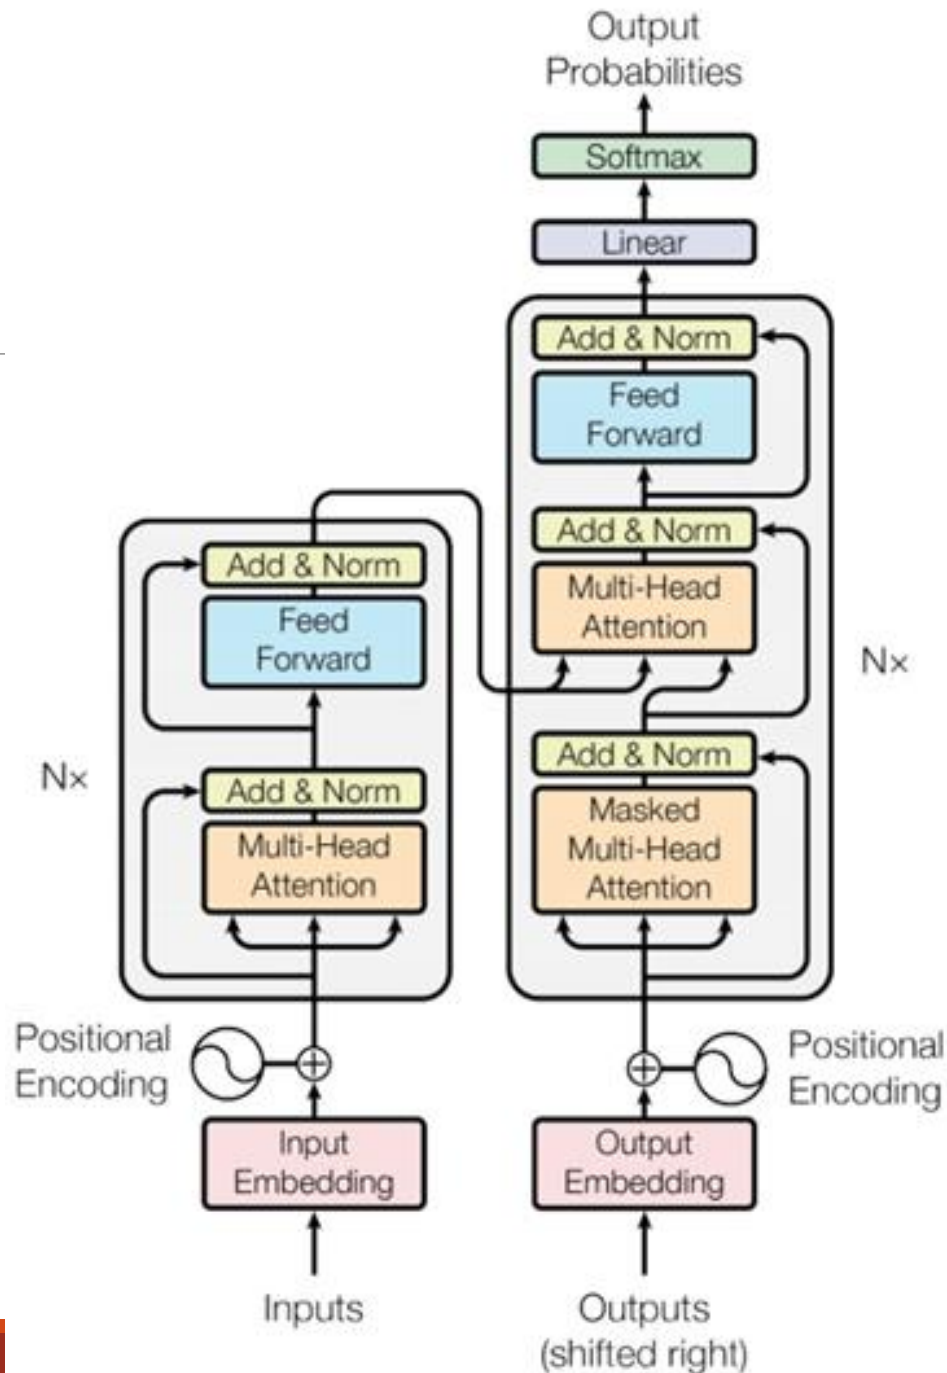 Output
Probabilities
Softmax
Linear
Add & Norm
Feed
Forward
Add & Norm
Multi-Head
Attention
Nx
Add & Norm
Masked
Multi-Head
Attention
Add & Norm
Feed
Forward
Nx
Add & Norm
Multi-Head
Attention
Positional
Encoding
Positional
Encoding
Input
Embedding
Output
Embedding
Inputs
Outputs
(shifted right)